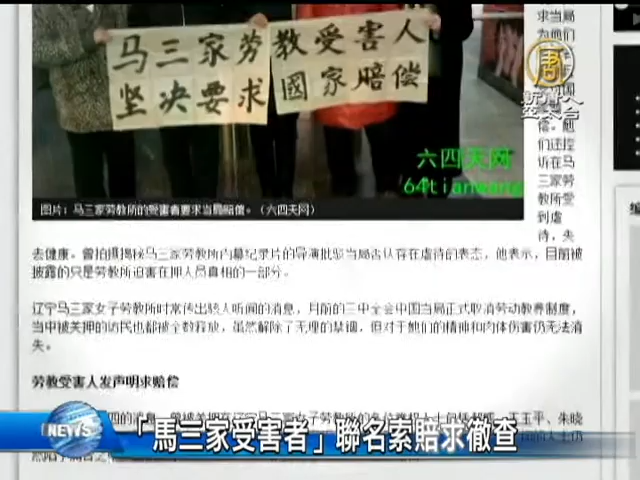 马三家劳教受害人
坚决要求國家赔偿
六四天网
64tianwang
图片：马三家劳教所的受害者要求当局赔偿。（六四天网）
求当局
为他们
信。她
们还控
诉在马
三家劳
教所受
到虐
待，失
去健康。曾拍摄揭秘马三家劳教所内幕纪录片的导演批驳当局否认存在虐待的表态，他表示，目前被
披露的只是劳教所迫害在押人员真相的一部分。
辽宁马三家女子劳教所时常传出骇人听闻的消息，月前的三中全会中国当局正式取消劳动教养制度，
当中被关押的访民也都被全数释放，虽然解除了无理的禁锢，但对于她们的精神和肉体伤害仍无法消
失。
劳教受害人发声明求赔偿
新唐人
NEWS
「馬三家受害者」聯名索賠求徹查